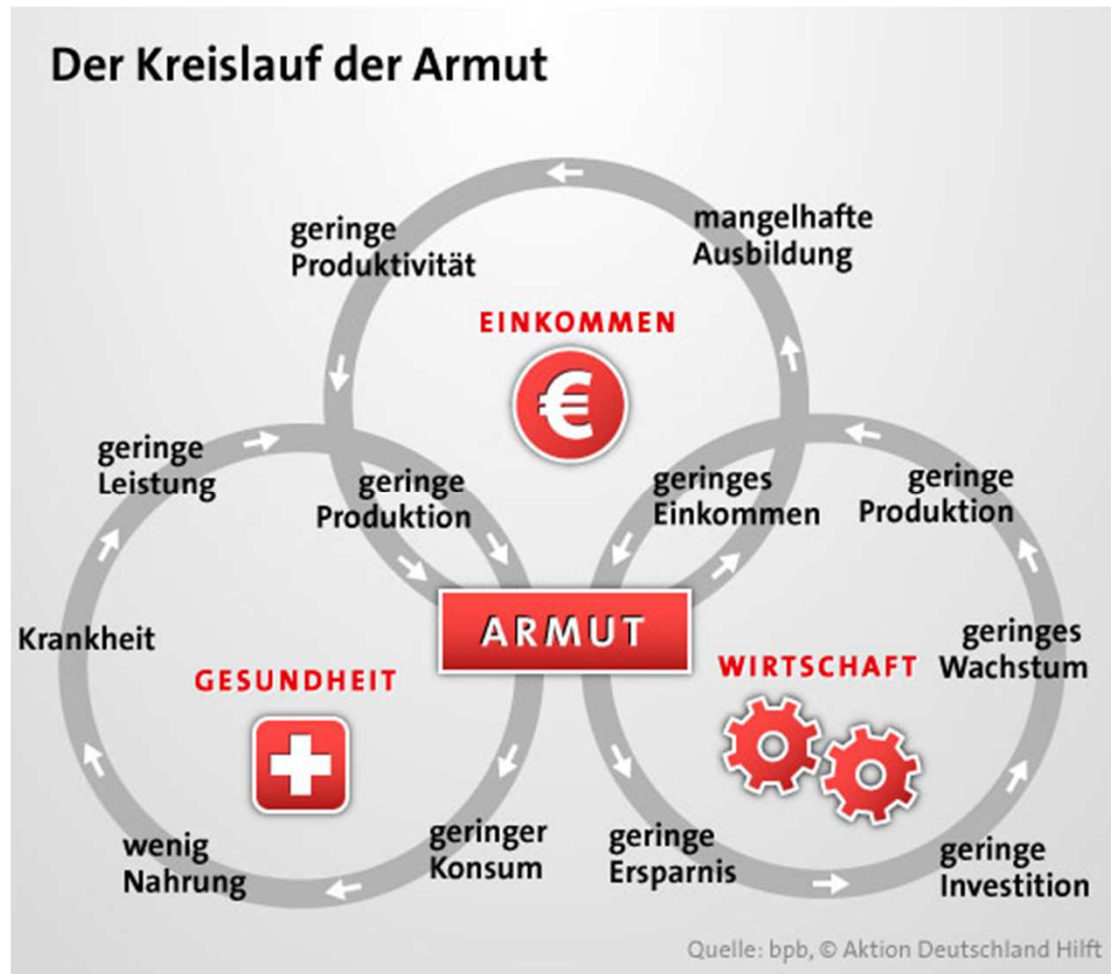 Der Kreislauf der Armut
geringe
Produktivität
mangelhafte
Ausbildung
EINKOMMEN
€
geringe
Leistung
geringe
Produktion
geringes
Einkommen
geringe
Produktion
Krankheit
ARMUT
geringes
Wachstum
GESUNDHEIT
WIRTSCHAFT
wenig
Nahrung
geringer
Konsum
geringe
Ersparnis
geringe
Investition
Quelle: bpb, © Aktion Deutschland Hilft